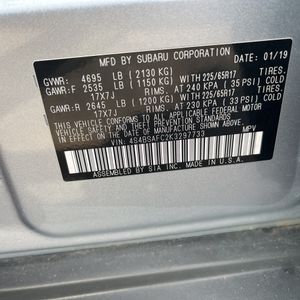 MFD. BY SUBARU CORPORATION 01/19
GVWR: 4695 LB (2130 KG)
GAWR:F 2535 LB (1150 KG) WITH 225/65R17 TIRES.
17X7J RIMS. AT 240 KPA (35 PSI) COLD
GAWR:R 2645 LB (1200 KG) WITH 225/65R17 TIRES.
17X7J RIMS. AT 230 KPA (33 PSI) COLD
THIS VEHICLE CONFORMS TO ALL APPLICABLE FEDERAL MOTOR
VEHICLE SAFETY, BUMPER, AND THEFT PREVENTION STANDARDS
IN EFFECT ON THE DATE OF MANUFACTURE SHOWN ABOVE.
VIN: 4S4BSAFC2K3297733 MPV
ASSEMBLED BY SIA INC. MADE IN U.S.A.